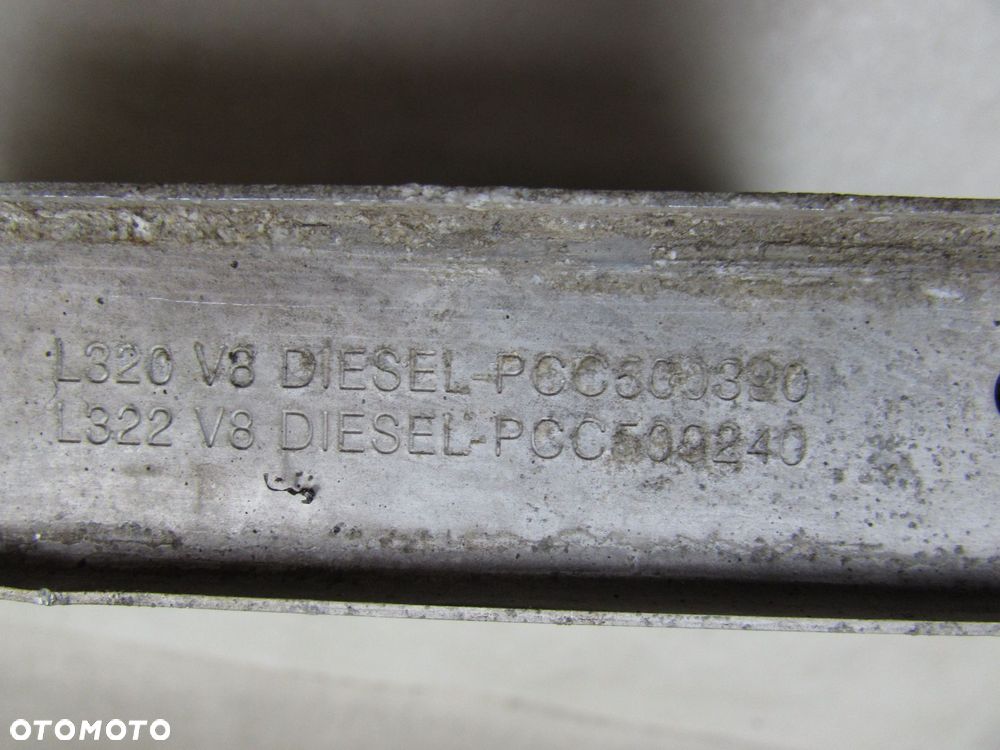 L320 V8 DIESEL-PCC500390
L322 V8 DIESEL-PCC500240
OTOMOTO